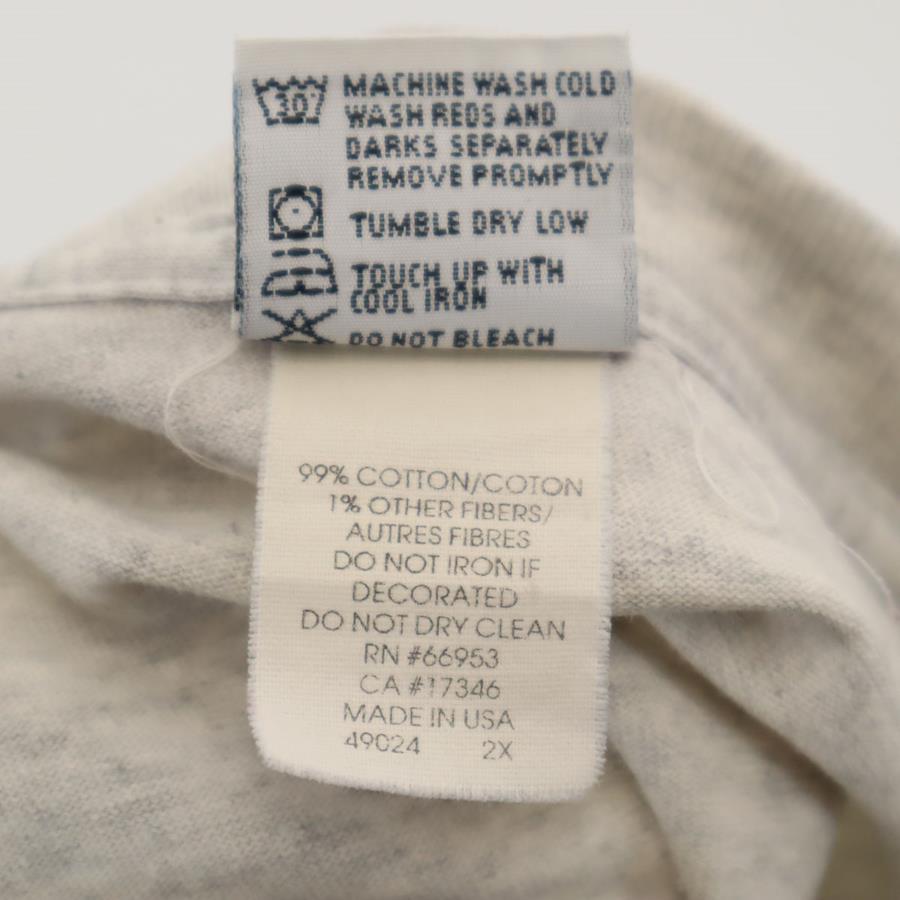 30°
MACHINE WASH COLD
WASH REDS AND
DARKS SEPARATELY
REMOVE PROMPTLY
TUMBLE DRY LOW
TOUCH UP WITH
COOL IRON
DO NOT BLEACH
99% COTTON/COTON
1% OTHER FIBERS/
AUTRES FIBRES
DO NOT IRON IF
DECORATED
DO NOT DRY CLEAN
RN #66953
CA #17346
MADE IN USA
49024 2X